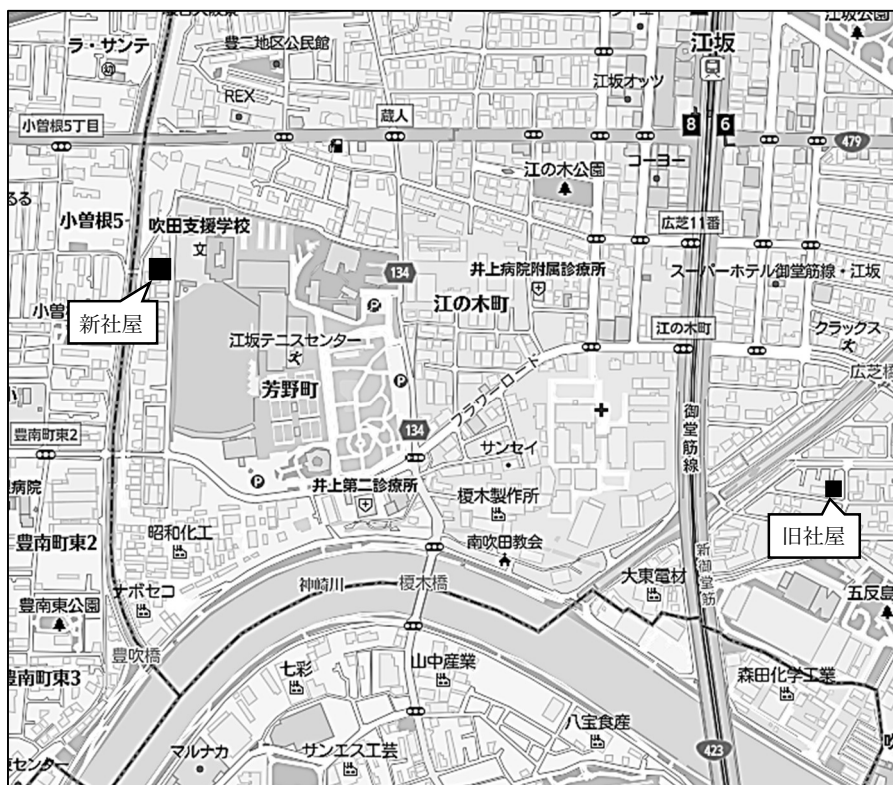 ラ・サンテ
豊二地区公民館
江坂
江坂公園
REX
江坂オッツ
小曽根5丁目
蔵人
8
6
479
コーヨー
江の木公園
小曽根5
吹田支援学校
文
広芝11番
134
井上病院附属診療所
スーパーホテル御堂筋線・江坂
新社屋
P
江の木町
江の木町
クラックス
江坂テニスセンター
フラワーロード
広芝橋
芳野町
P
豊南町東2
134
御堂筋線
サンセイ
P
井上第二診療所
榎木製作所
旧社屋
昭和化工
豊南町東2
南吹田教会
新御堂筋
大東電材
ナボセコ
神崎川
榎木橋
五反島
豊南東公園
豊吹橋
七彩
山中産業
豊南町東3
森田化学工業
八宝食産
マルナカ
サンエス工芸
423
センター